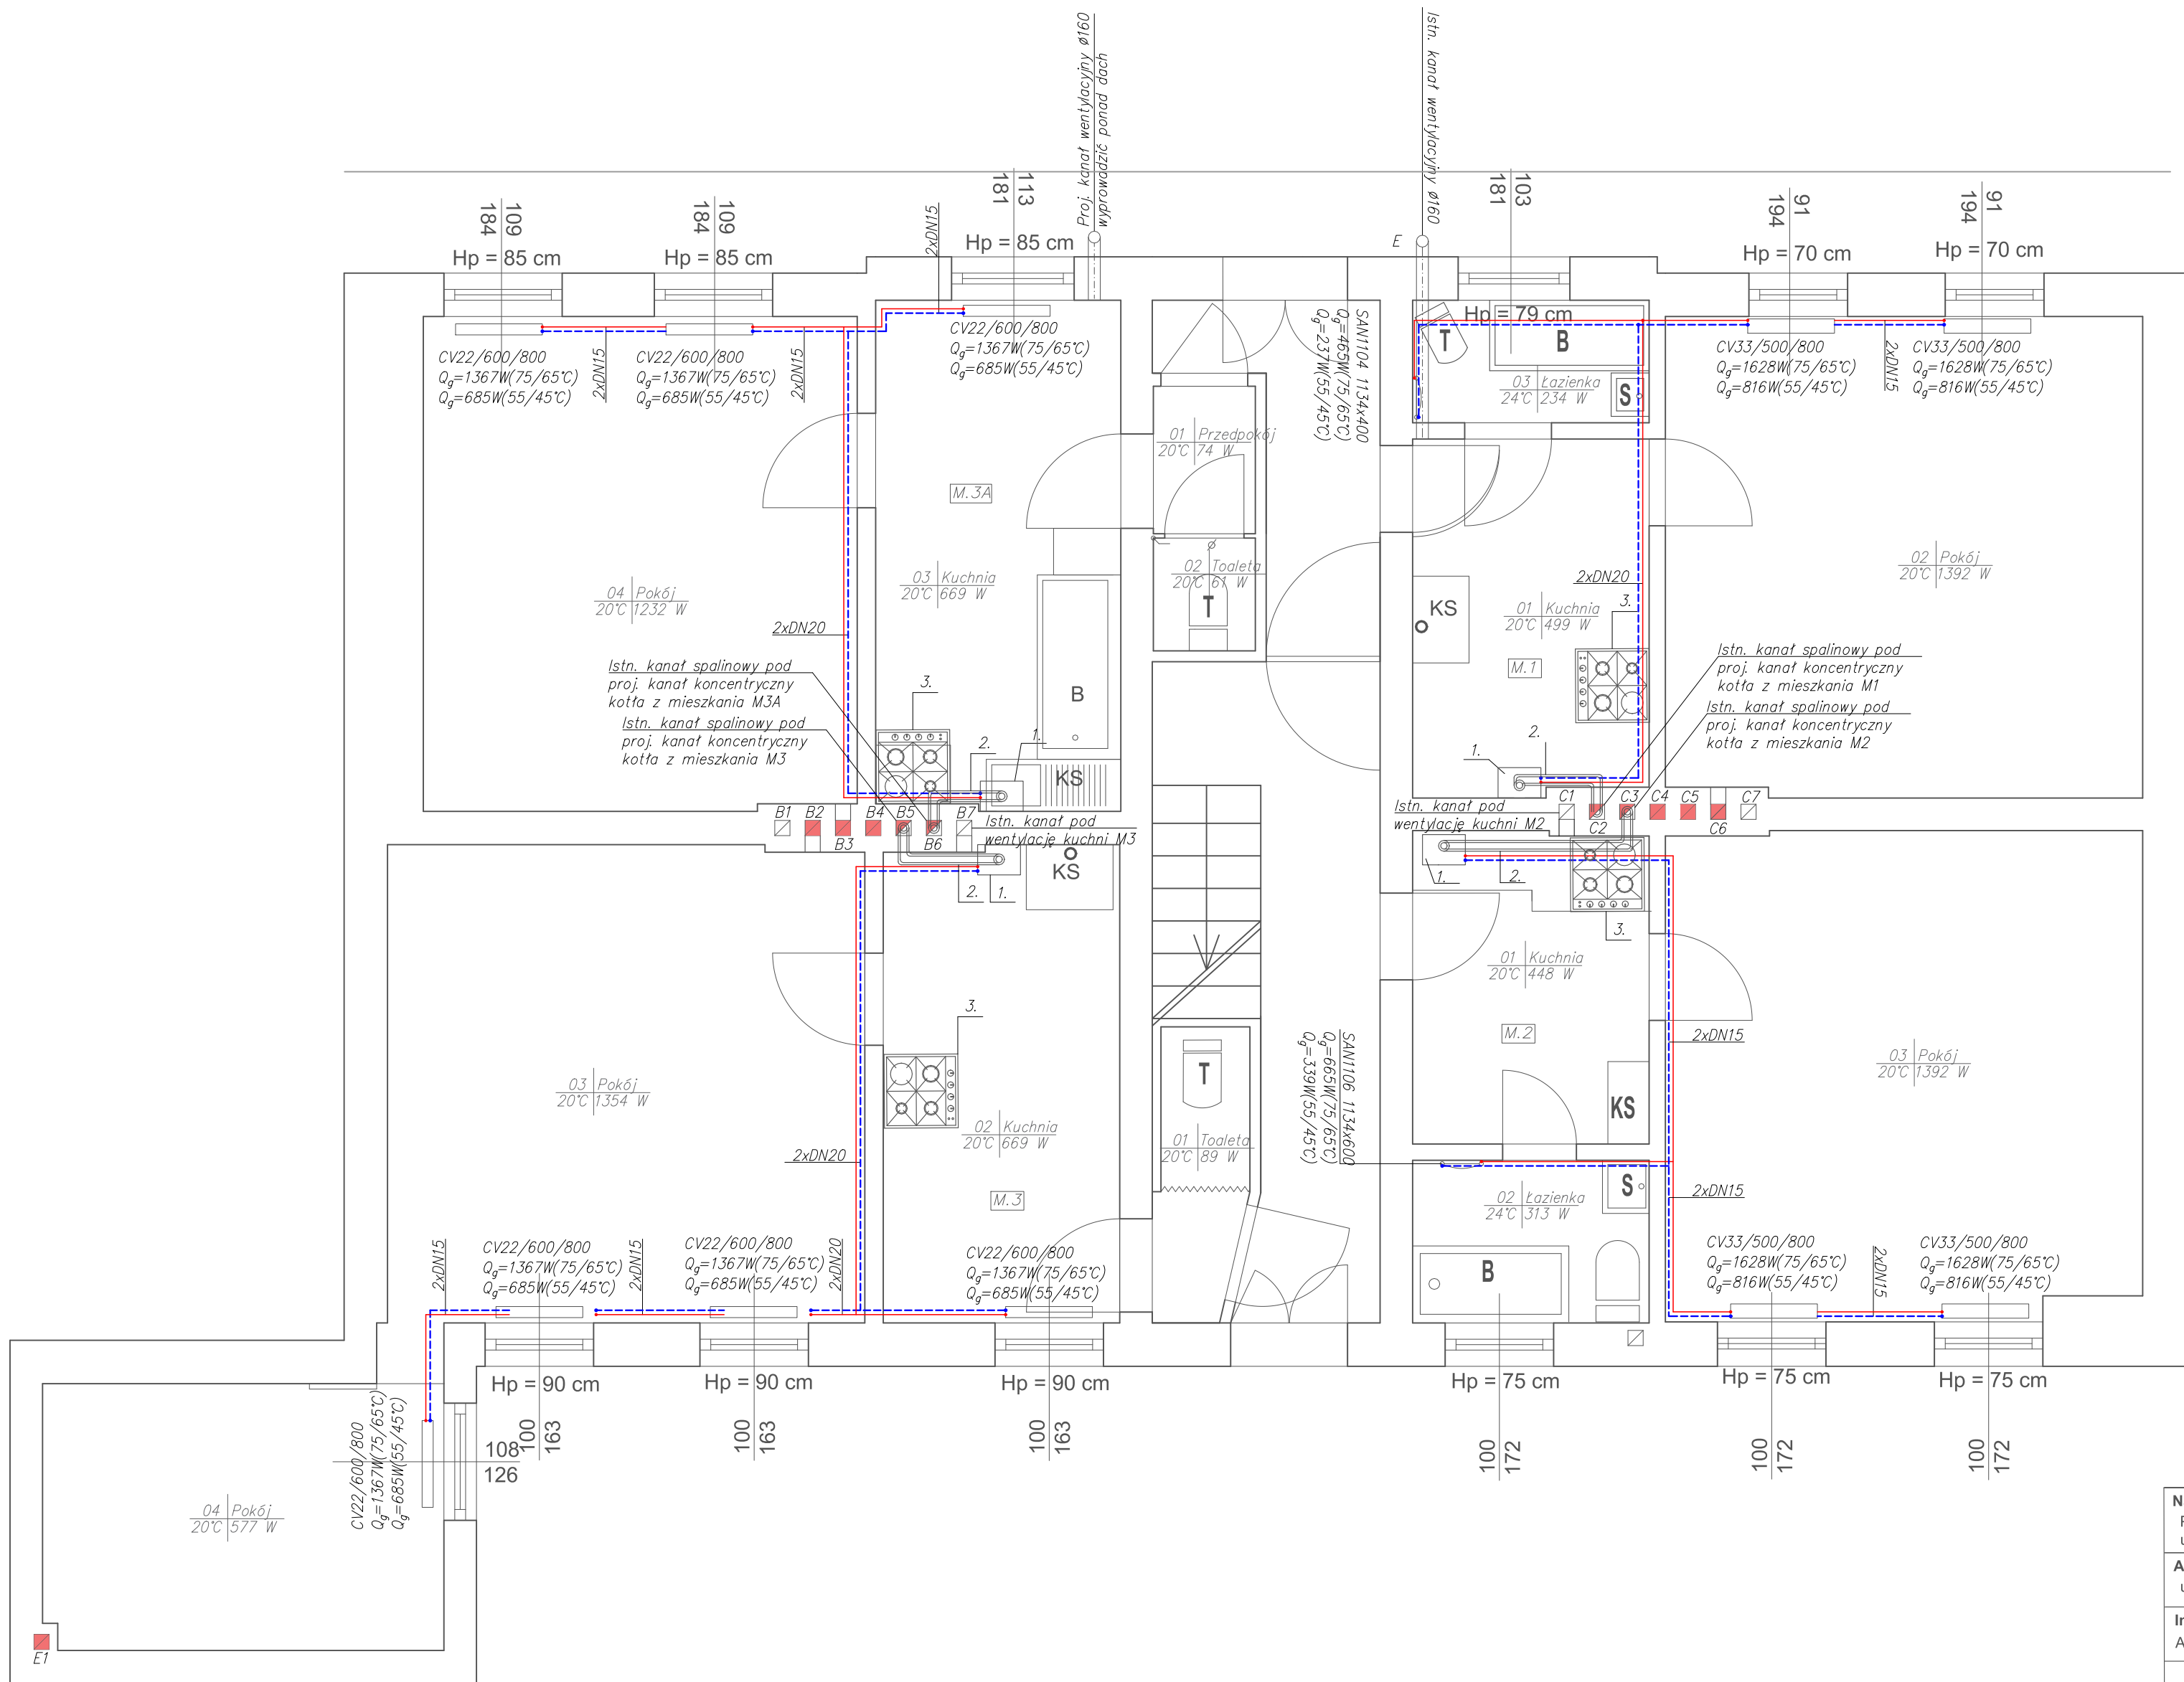 Proj. kanał wentylacyjny ø160
wyprowadzić ponad dach
Istn. kanał wentylacyjny ø160
E
184
109
Hp = 85 cm
184
109
Hp = 85 cm
2xDN15
181
113
Hp = 85 cm
181
103
Hp = 79 cm
194
91
Hp = 70 cm
194
91
Hp = 70 cm
CV22/600/800
Qg=1367W(75/65°C)
Qg=685W(55/45°C)
2xDN15
CV22/600/800
Qg=1367W(75/65°C)
Qg=685W(55/45°C)
2xDN15
CV22/600/800
Qg=1367W(75/65°C)
Qg=685W(55/45°C)
SAN1104 1134x400
Qg=465W(75/65°C)
Qg=237W(55/45°C)
T
B
S
03 Łazienka
24°C 234 W
CV33/500/800
Qg=1628W(75/65°C)
Qg=816W(55/45°C)
2xDN15
CV33/500/800
Qg=1628W(75/65°C)
Qg=816W(55/45°C)
01 Przedpokój
20°C 74 W
M.3A
02 Toaleta
20°C 61 W
T
03 Kuchnia
20°C 669 W
04 Pokój
20°C 1232 W
2xDN20
Istn. kanał spalinowy pod
proj. kanał koncentryczny
kotła z mieszkania M3A
Istn. kanał spalinowy pod
proj. kanał koncentryczny
kotła z mieszkania M3
3.
2.
1.
B
KS
KS
2xDN20
01 Kuchnia
20°C 499 W
3.
M.1
02 Pokój
20°C 1392 W
Istn. kanał spalinowy pod
proj. kanał koncentryczny
kotła z mieszkania M1
Istn. kanał spalinowy pod
proj. kanał koncentryczny
kotła z mieszkania M2
1.
2.
B1
B2
B3
B4
B5
B6
B7
Istn. kanał pod
wentylację kuchni M3
Istn. kanał pod
wentylację kuchni M2
C1
C2
C3
C4
C5
C6
C7
KS
2.
1.
1.
2.
3.
01 Kuchnia
20°C 448 W
M.2
3.
03 Pokój
20°C 1354 W
02 Kuchnia
20°C 669 W
2xDN20
M.3
T
01 Toaleta
20°C 89 W
SAN1106 1134x600
Qg=665W(75/65°C)
Qg=339W(55/45°C)
KS
2xDN15
03 Pokój
20°C 1392 W
2xDN15
S
02 Łazienka
24°C 313 W
B
2xDN15
CV22/600/800
Qg=1367W(75/65°C)
Qg=685W(55/45°C)
2xDN15
CV22/600/800
Qg=1367W(75/65°C)
Qg=685W(55/45°C)
2xDN20
CV22/600/800
Qg=1367W(75/65°C)
Qg=685W(55/45°C)
CV33/500/800
Qg=1628W(75/65°C)
Qg=816W(55/45°C)
2xDN15
CV33/500/800
Qg=1628W(75/65°C)
Qg=816W(55/45°C)
Hp = 90 cm
100
163
Hp = 90 cm
100
163
Hp = 90 cm
100
163
Hp = 75 cm
100
172
Hp = 75 cm
100
172
Hp = 75 cm
100
172
108
126
CV22/600/800
Qg=1367W(75/65°C)
Qg=685W(55/45°C)
04 Pokój
20°C 577 W
E1